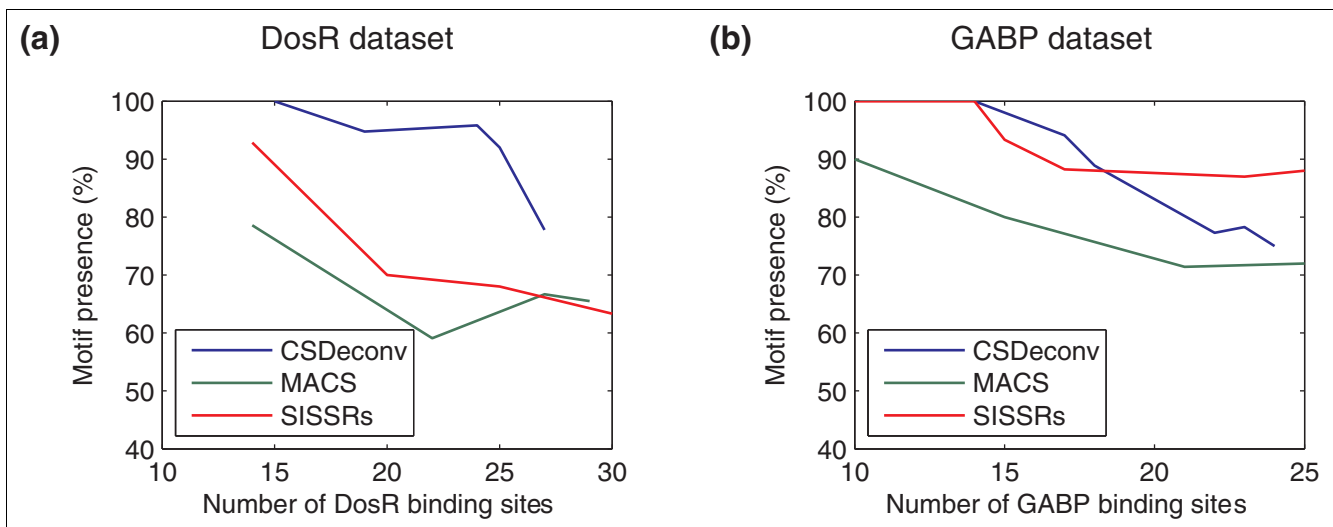 (a) DosR dataset
100
90
80
70
60
50
40
Motif presence (%)
CSDeconv
MACS
SISSRs
10 15 20 25 30
Number of DosR binding sites
(b) GABP dataset
100
90
80
70
60
50
40
Motif presence (%)
CSDeconv
MACS
SISSRs
10 15 20 25
Number of GABP binding sites